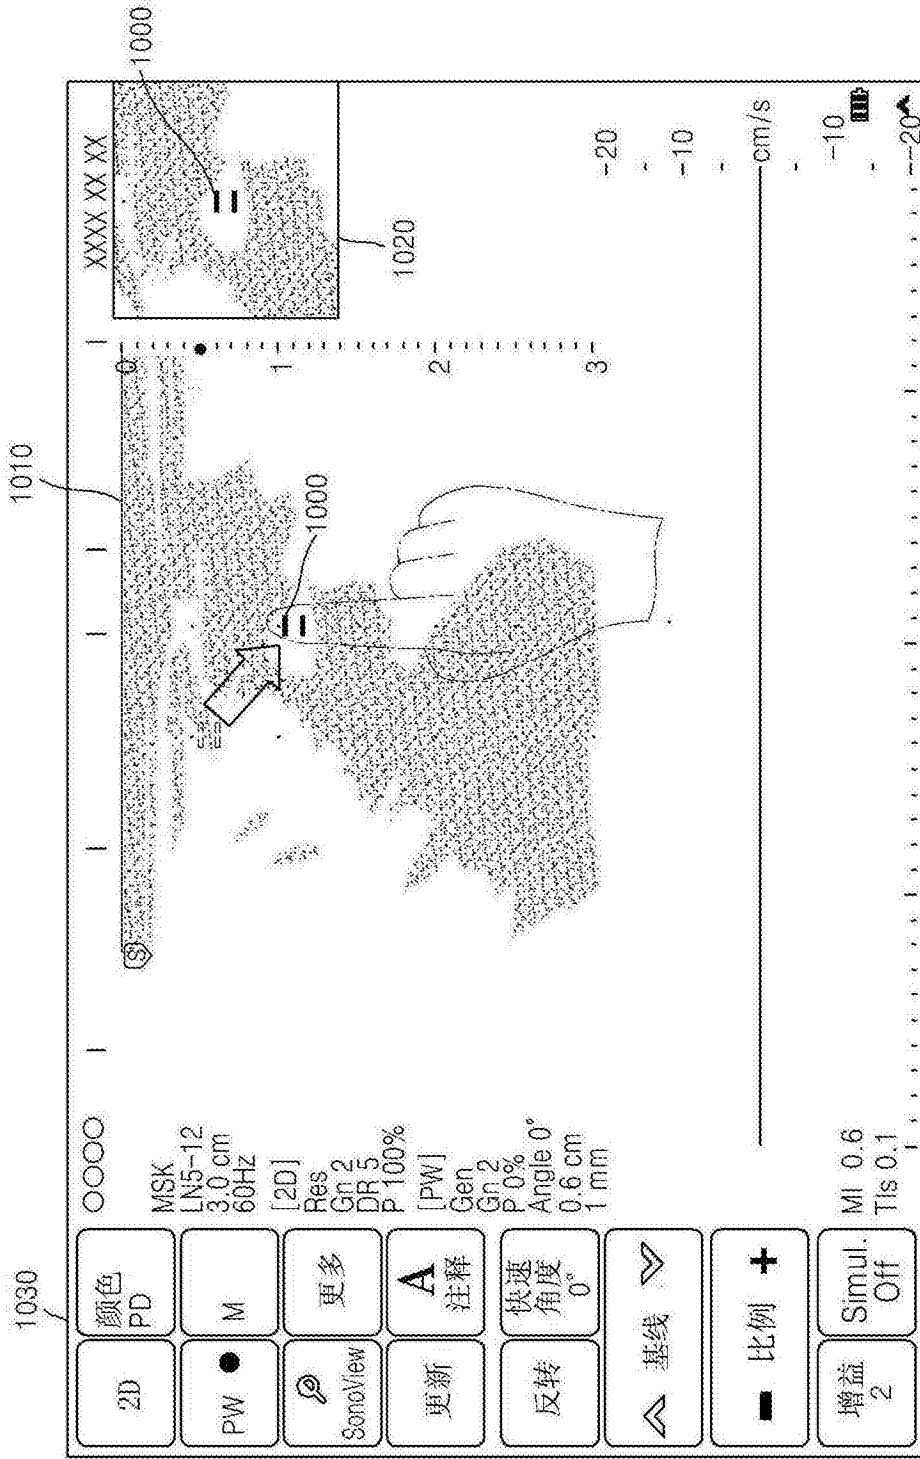 1030
1010
1000
XXXX XX XX
1020
1000
0
1
2
3
S
2D
颜色
PD
PW
M
SonoView
更多
更新
A
注释
反转
快速
角度
0°
基线
比例
增益
2
Simul.
Off
MSK
LN5-12
3.0 cm
60Hz
[2D]
Res
Gn 2
DR 5
P 100%
[PW]
Gen
Gn 2
P 0%
Angle 0°
0.6 cm
1 mm
MI 0.6
TIs 0.1
-20
-10
cm/s
-10
-20